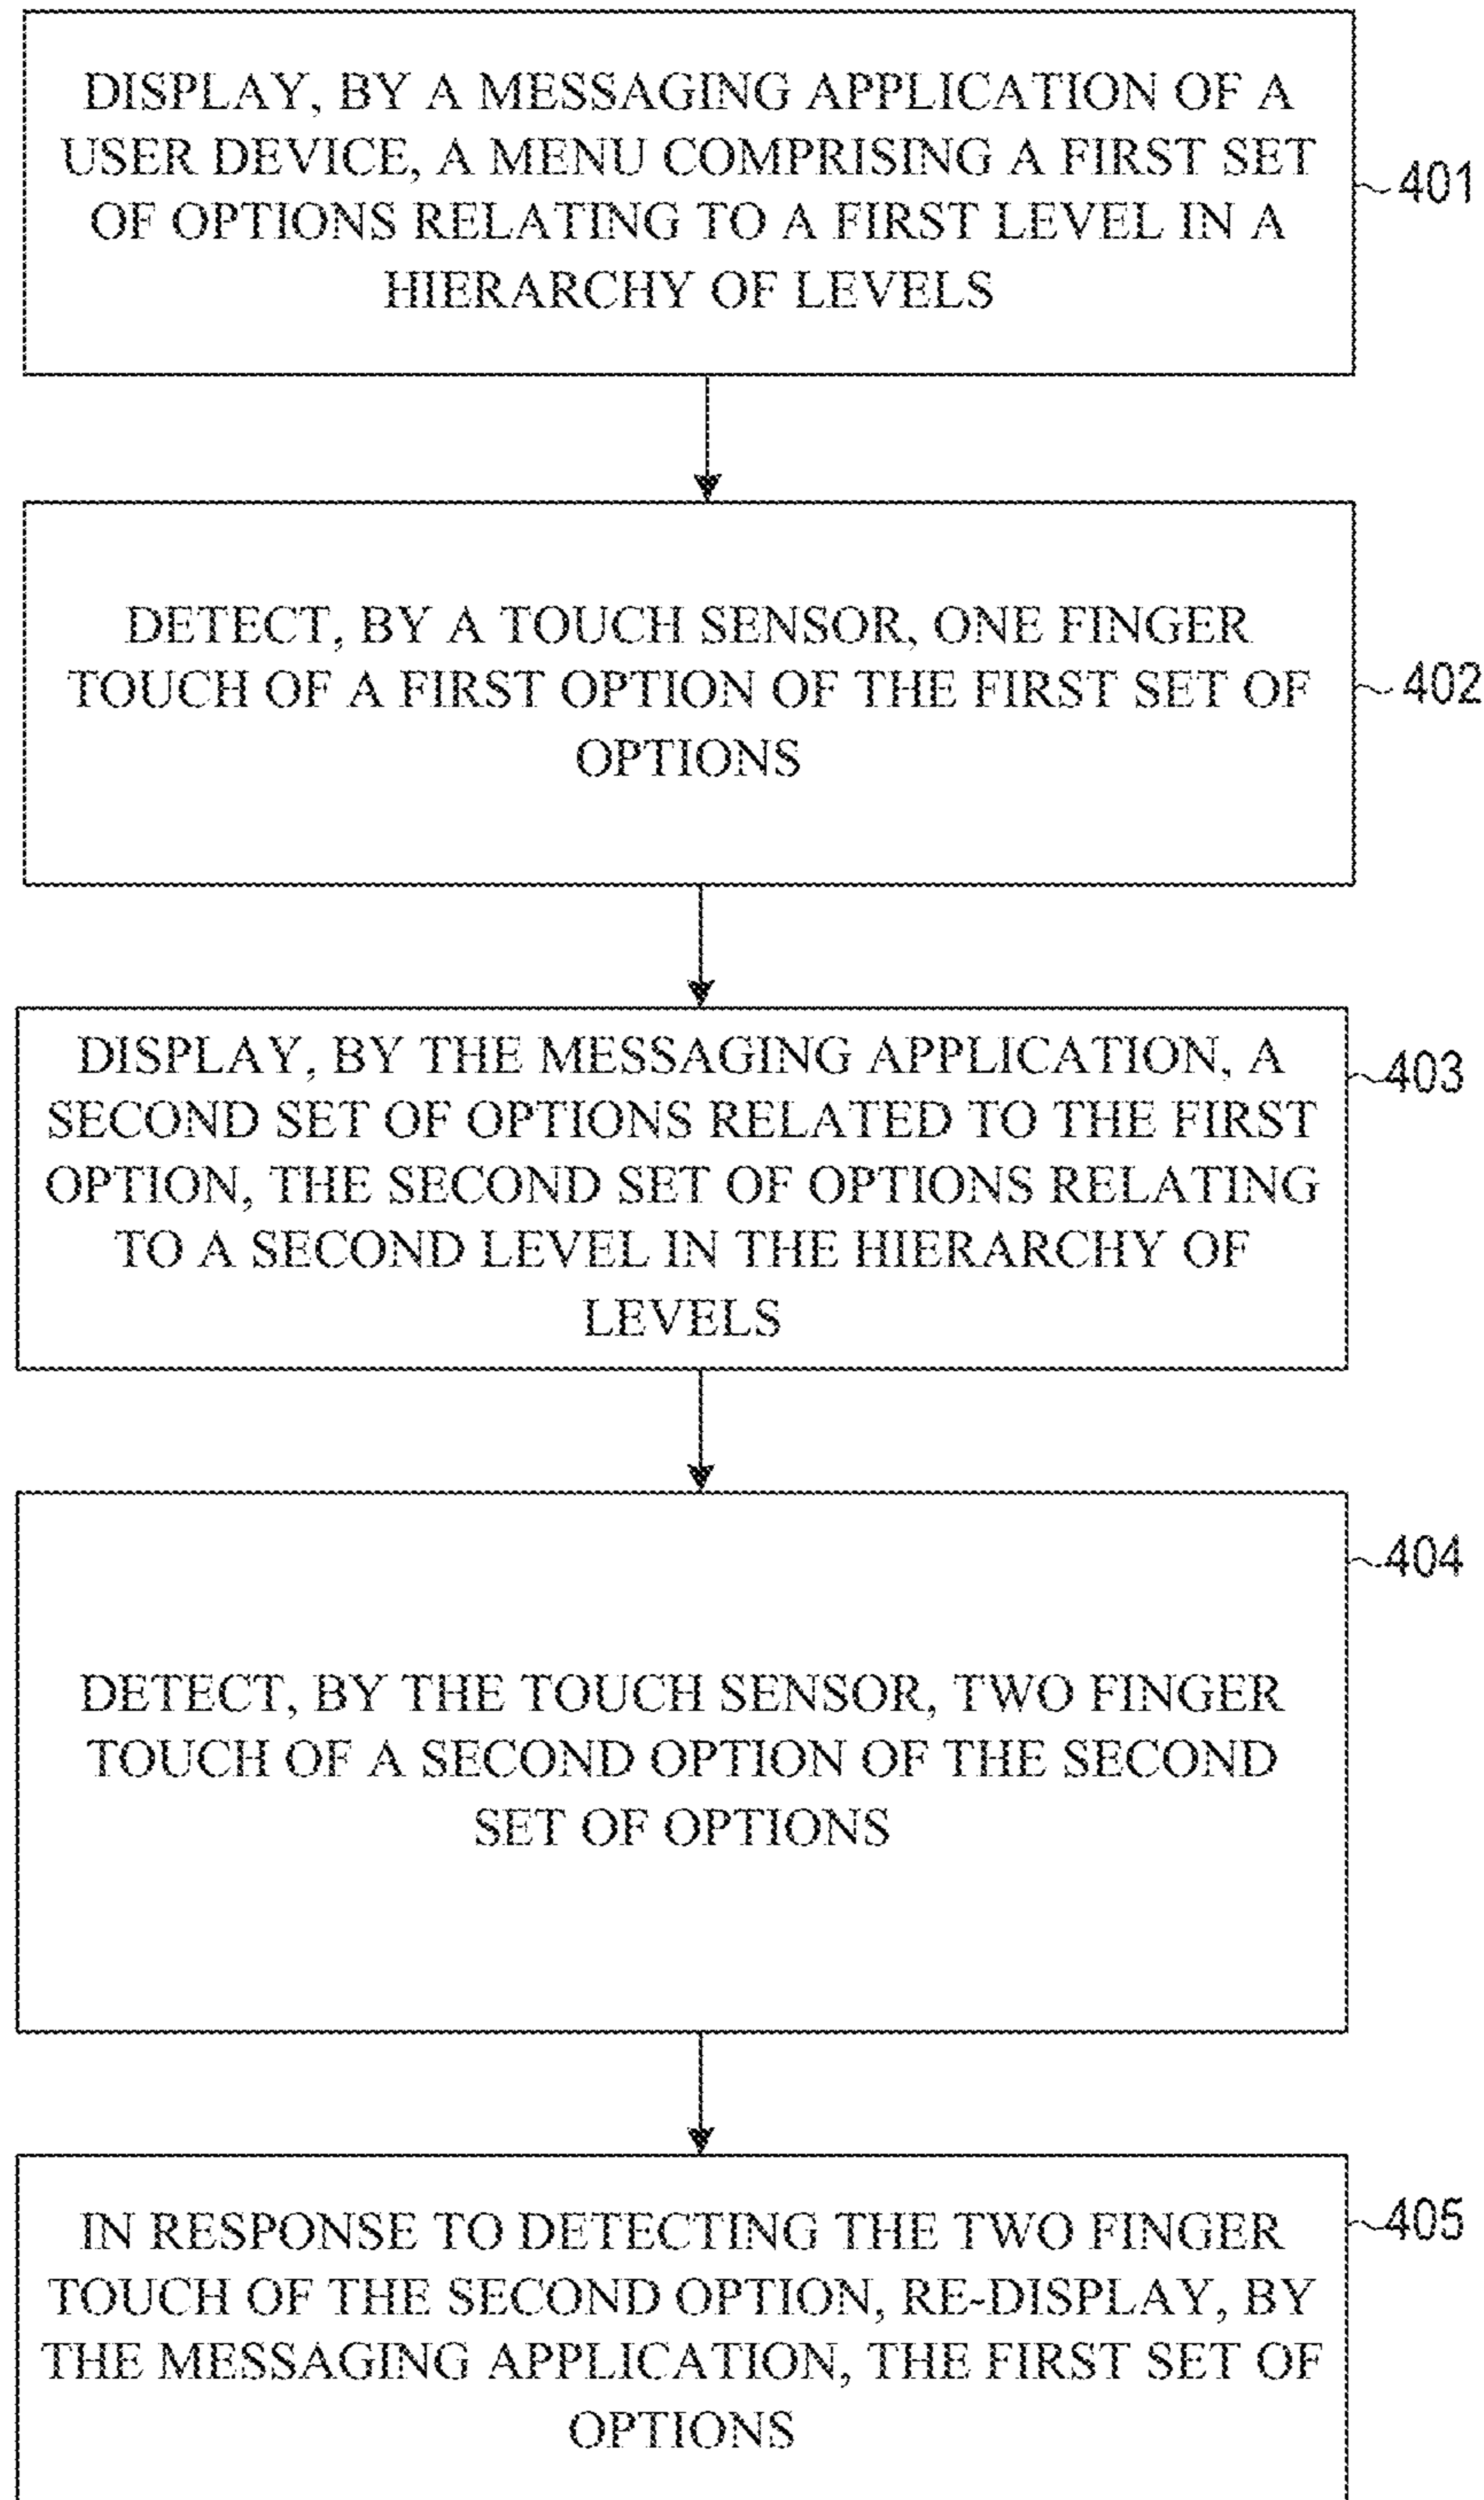 DISPLAY, BY A MESSAGING APPLICATION OF A
USER DEVICE, A MENU COMPRISING A FIRST SET
OF OPTIONS RELATING TO A FIRST LEVEL IN A
HIERARCHY OF LEVELS
401
DETECT, BY A TOUCH SENSOR, ONE FINGER
TOUCH OF A FIRST OPTION OF THE FIRST SET OF
OPTIONS
402
DISPLAY, BY THE MESSAGING APPLICATION, A
SECOND SET OF OPTIONS RELATED TO THE FIRST
OPTION, THE SECOND SET OF OPTIONS RELATING
TO A SECOND LEVEL IN THE HIERARCHY OF
LEVELS
403
DETECT, BY THE TOUCH SENSOR, TWO FINGER
TOUCH OF A SECOND OPTION OF THE SECOND
SET OF OPTIONS
404
IN RESPONSE TO DETECTING THE TWO FINGER
TOUCH OF THE SECOND OPTION, RE-DISPLAY, BY
THE MESSAGING APPLICATION, THE FIRST SET OF
OPTIONS
405